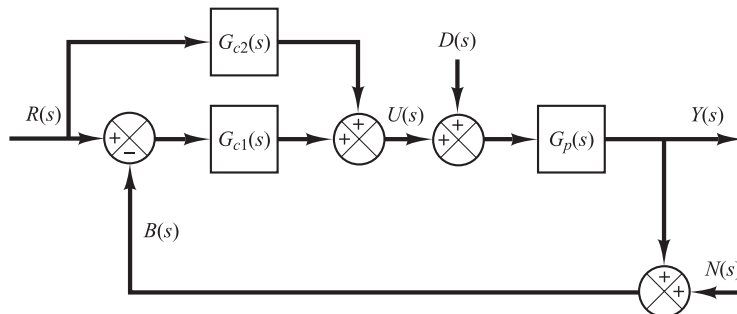 G_{c2}(s)
D(s)
R(s)
U(s)
Y(s)
+
−
G_{c1}(s)
+
+
+
+
G_p(s)
B(s)
N(s)
+
+